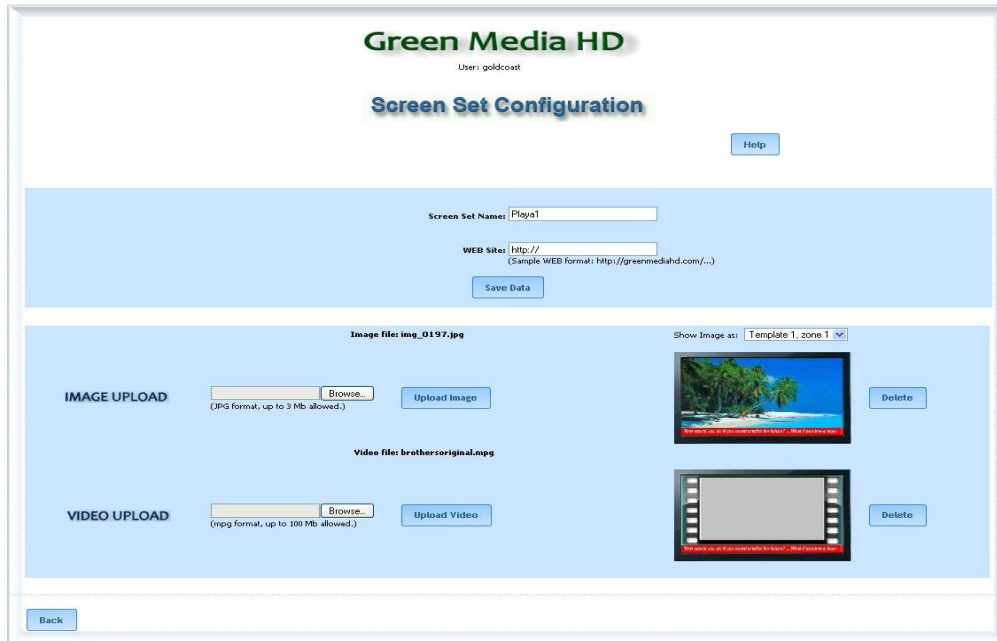 Green Media HD
User: goldcoast
Screen Set Configuration
Help
Screen Set Name: Playa1
WEB Site: http://
(Sample WEB format: http://greenmediahd.com/...)
Save Data
Image file: img_0197.jpg
Show Image as: Template 1, zone 1
IMAGE UPLOAD
Browse...
Upload Image
Delete
(JPG format, up to 3 Mb allowed.)
Video file: brothersoriginal.mpg
VIDEO UPLOAD
Browse...
Upload Video
Delete
(mpg format, up to 100 Mb allowed.)
Back